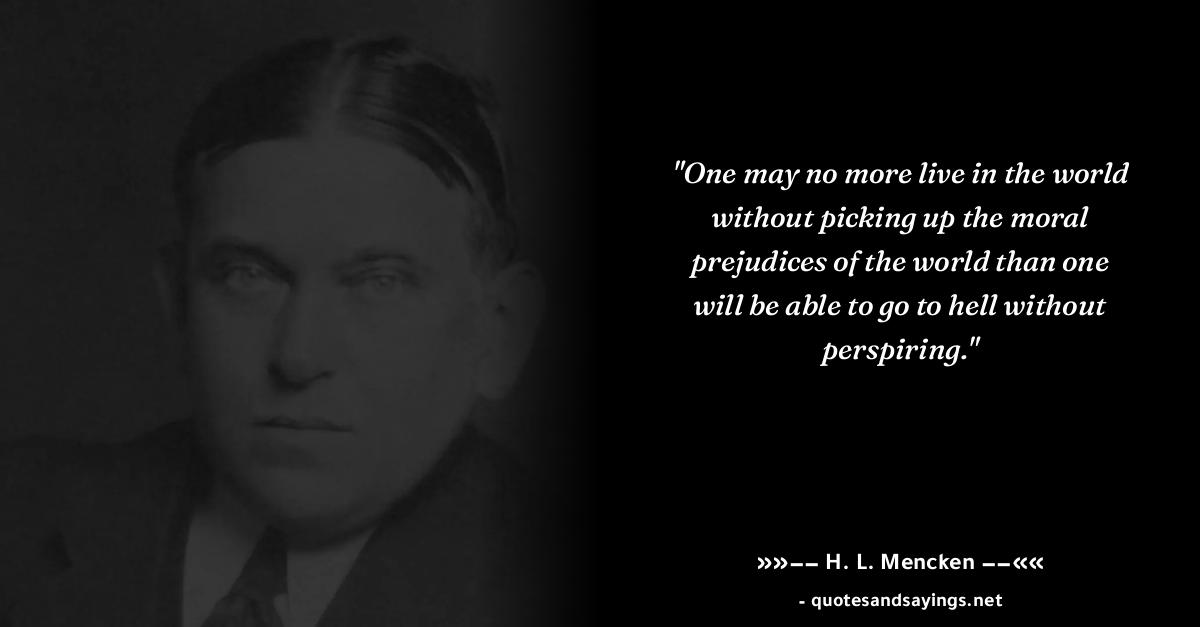 "One may no more live in the world
without picking up the moral
prejudices of the world than one
will be able to go to hell without
perspiring."
»»−− H. L. Mencken −−««
- quotesandsayings.net